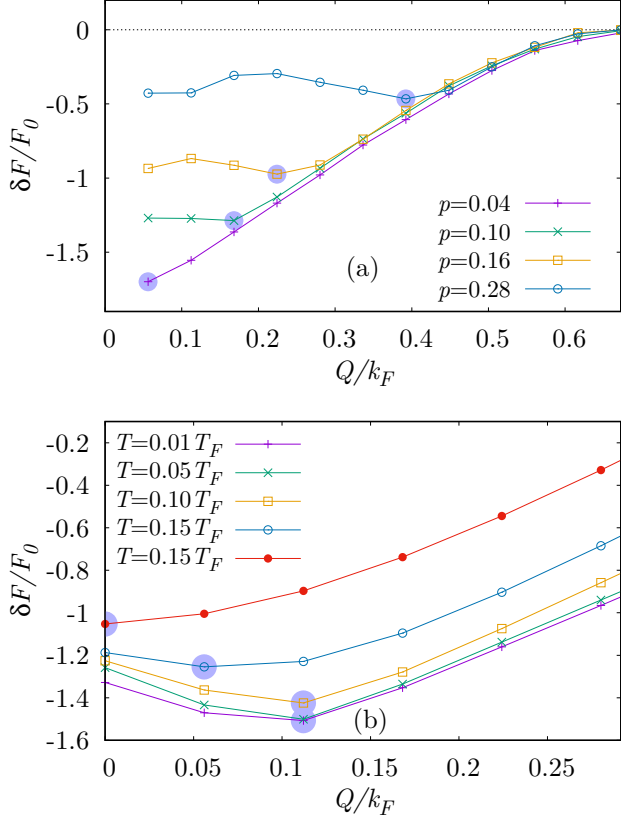 0
-0.5
-1
-1.5
δF/F0
0 0.1 0.2 0.3 0.4 0.5 0.6
Q/kF
(a)
p=0.04
p=0.10
p=0.16
p=0.28
-0.2
-0.4
-0.6
-0.8
-1
-1.2
-1.4
-1.6
δF/F0
T=0.01 TF
T=0.05 TF
T=0.10 TF
T=0.15 TF
T=0.15 TF
(b)
0 0.05 0.1 0.15 0.2 0.25
Q/kF